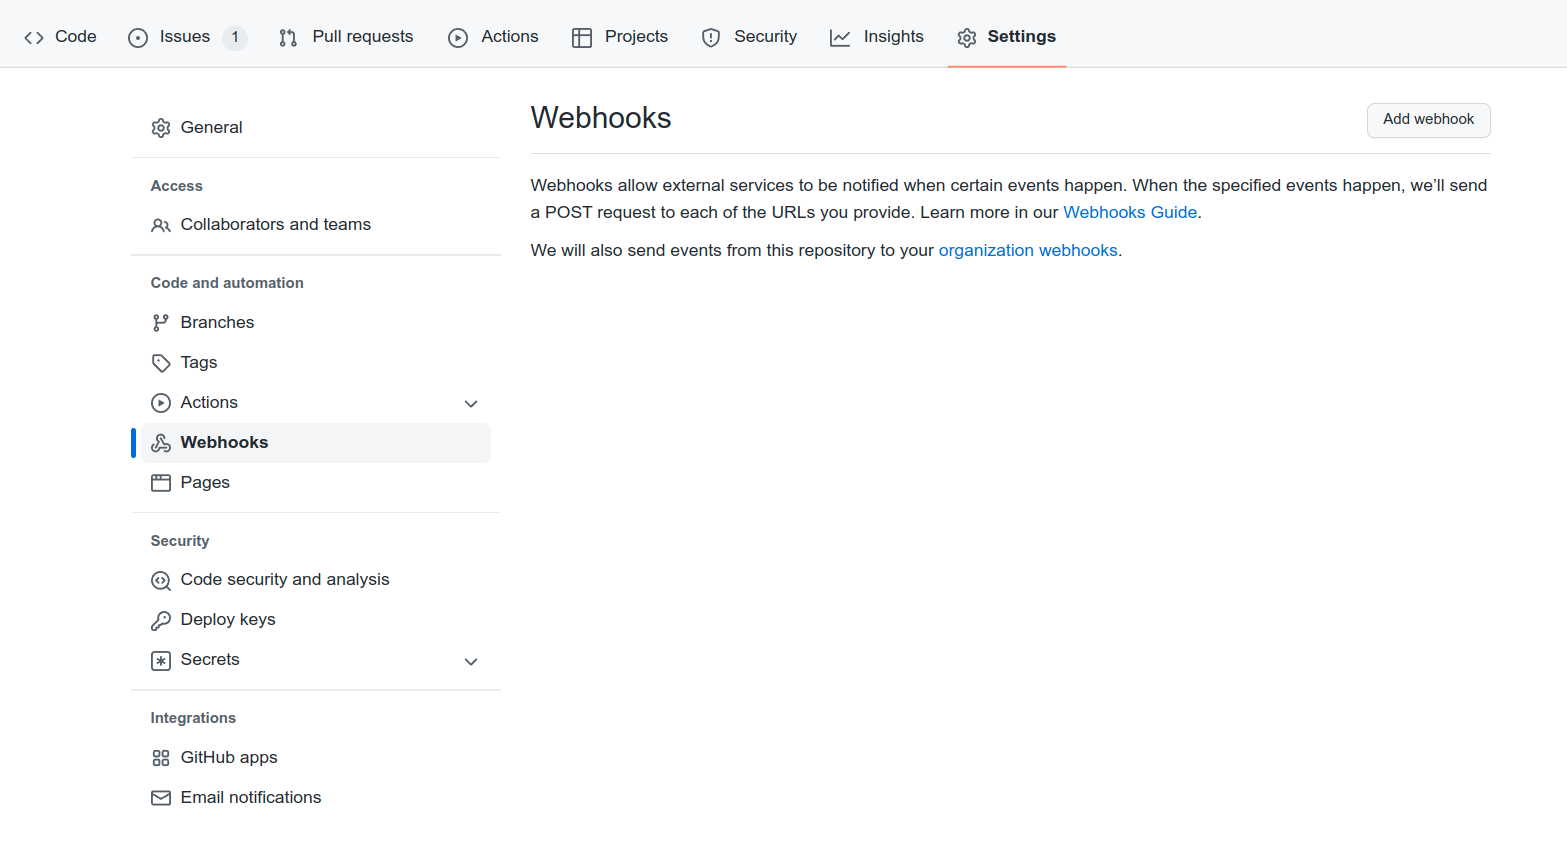 Code Issues 1 Pull requests Actions Projects Security Insights Settings
General
Access
Collaborators and teams
Code and automation
Branches
Tags
Actions
Webhooks
Pages
Security
Code security and analysis
Deploy keys
Secrets
Integrations
GitHub apps
Email notifications
Webhooks
Add webhook
Webhooks allow external services to be notified when certain events happen. When the specified events happen, we’ll send
a POST request to each of the URLs you provide. Learn more in our Webhooks Guide.
We will also send events from this repository to your organization webhooks.